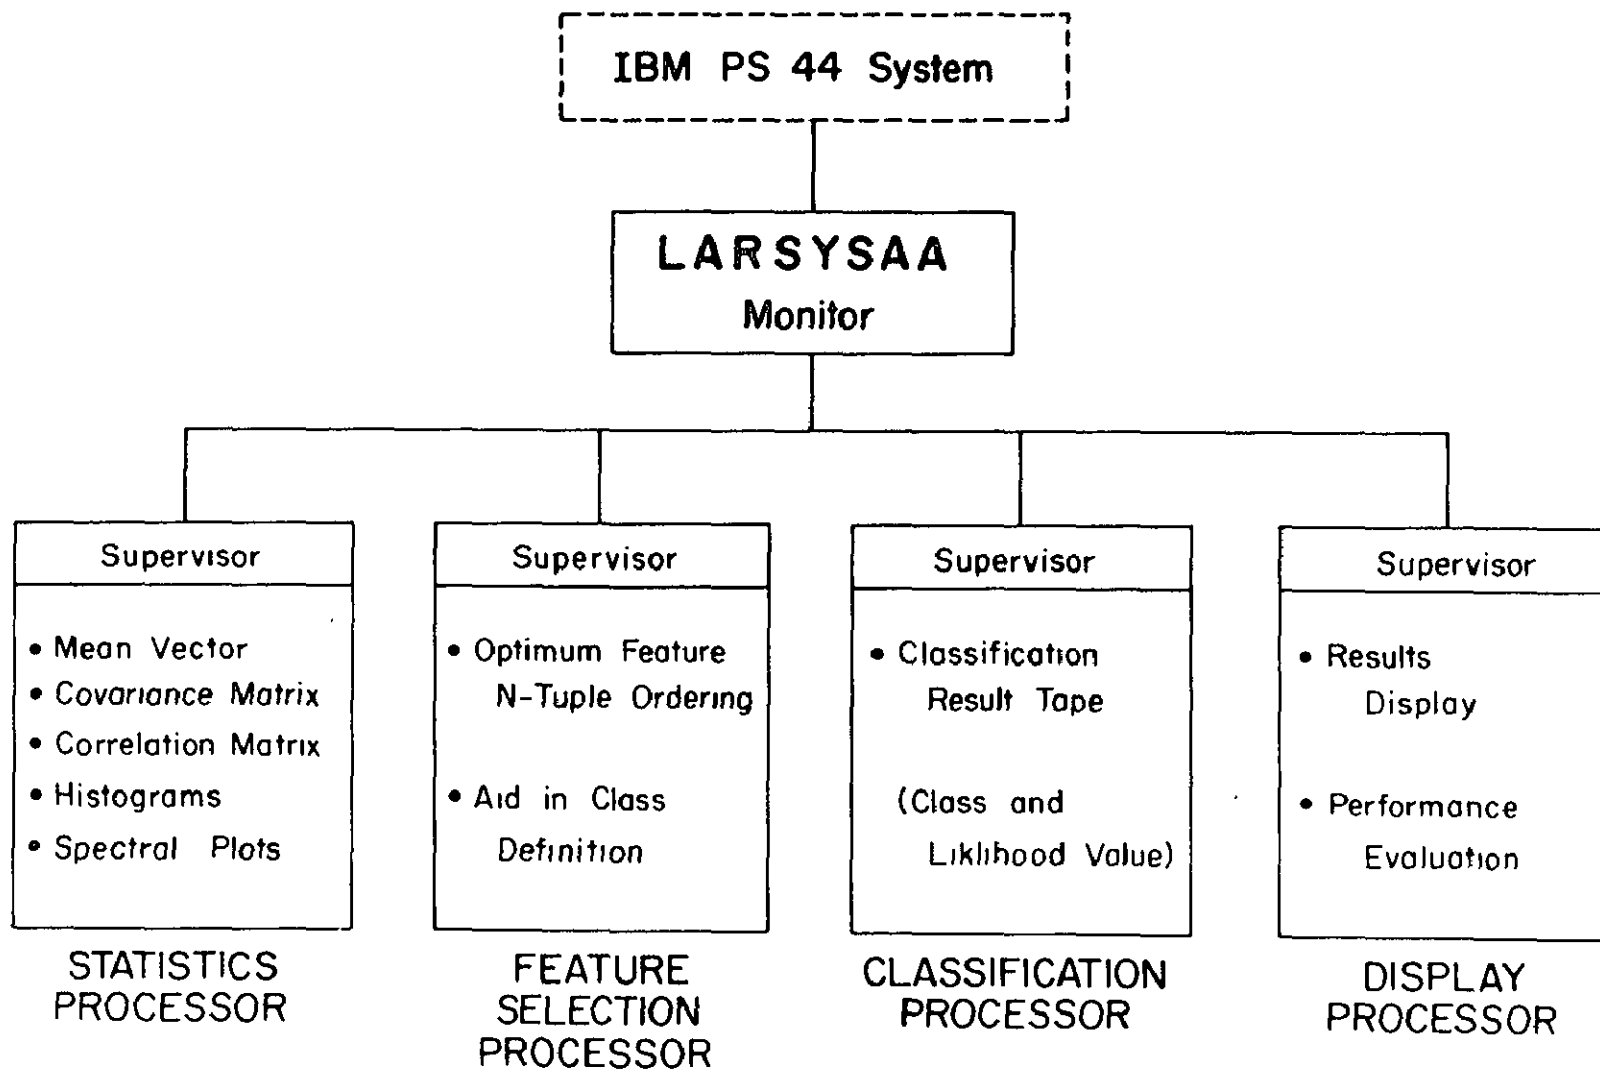 IBM PS 44 System
LARSYSAA
Monitor
Supervisor
• Mean Vector
• Covariance Matrix
• Correlation Matrix
• Histograms
• Spectral Plots
STATISTICS
PROCESSOR
Supervisor
• Optimum Feature
N-Tuple Ordering
• Aid in Class
Definition
FEATURE
SELECTION
PROCESSOR
Supervisor
• Classification
Result Tape
(Class and
Liklihood Value)
CLASSIFICATION
PROCESSOR
Supervisor
• Results
Display
• Performance
Evaluation
DISPLAY
PROCESSOR